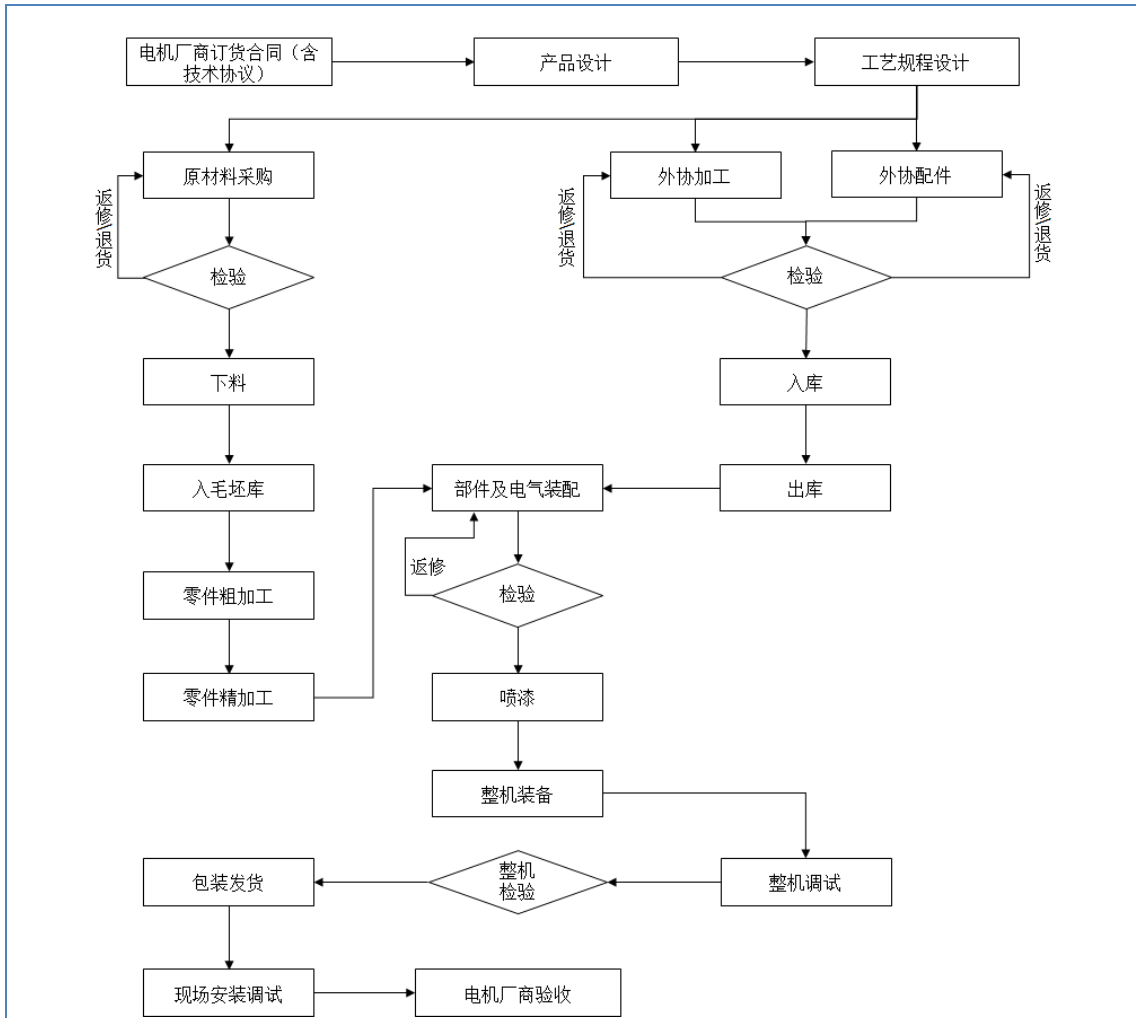 电机厂商订货合同（含
技术协议）
产品设计
工艺规程设计
原材料采购
外协加工
外协配件
返修\退货
返修\退货
返修\退货
检验
检验
下料
入库
入毛坯库
部件及电气装配
出库
返修
零件粗加工
检验
零件精加工
喷漆
整机装备
包装发货
整机
检验
整机调试
现场安装调试
电机厂商验收